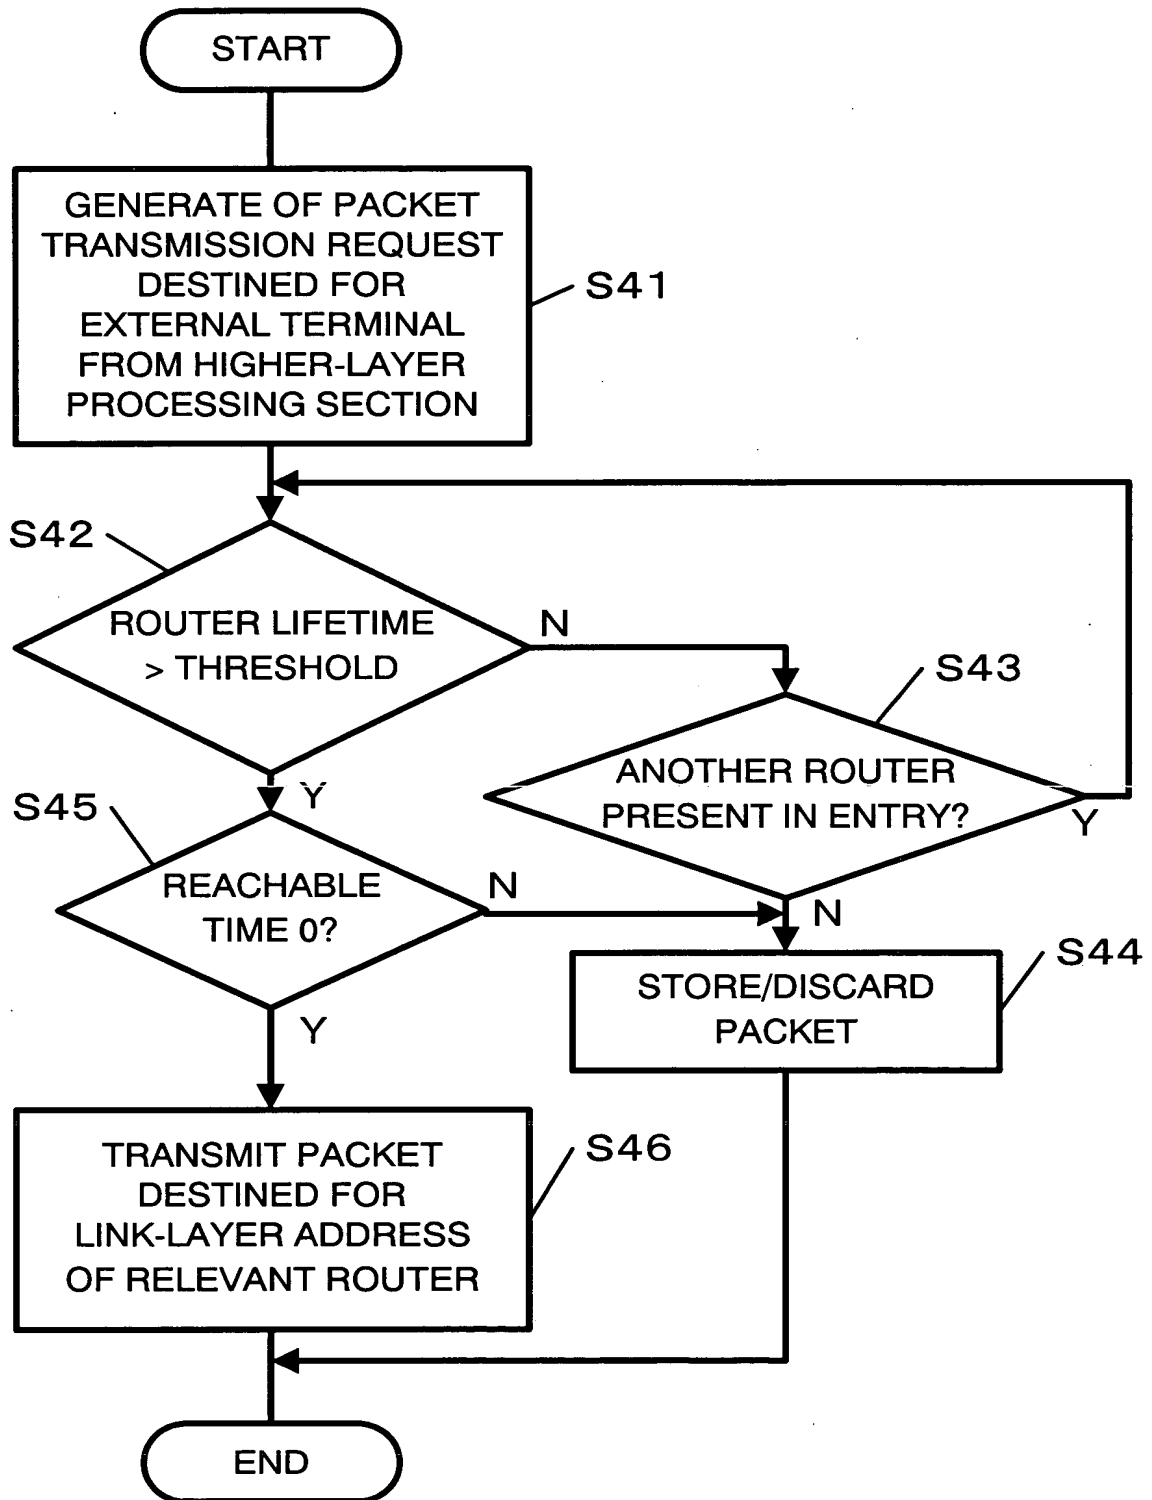 START
GENERATE OF PACKET
TRANSMISSION REQUEST
DESTINED FOR
EXTERNAL TERMINAL
FROM HIGHER-LAYER
PROCESSING SECTION
S41
S42
ROUTER LIFETIME
> THRESHOLD
N
Y
S43
ANOTHER ROUTER
PRESENT IN ENTRY?
Y
N
S45
REACHABLE
TIME 0?
N
Y
S44
STORE/DISCARD
PACKET
TRANSMIT PACKET
DESTINED FOR
LINK-LAYER ADDRESS
OF RELEVANT ROUTER
S46
END